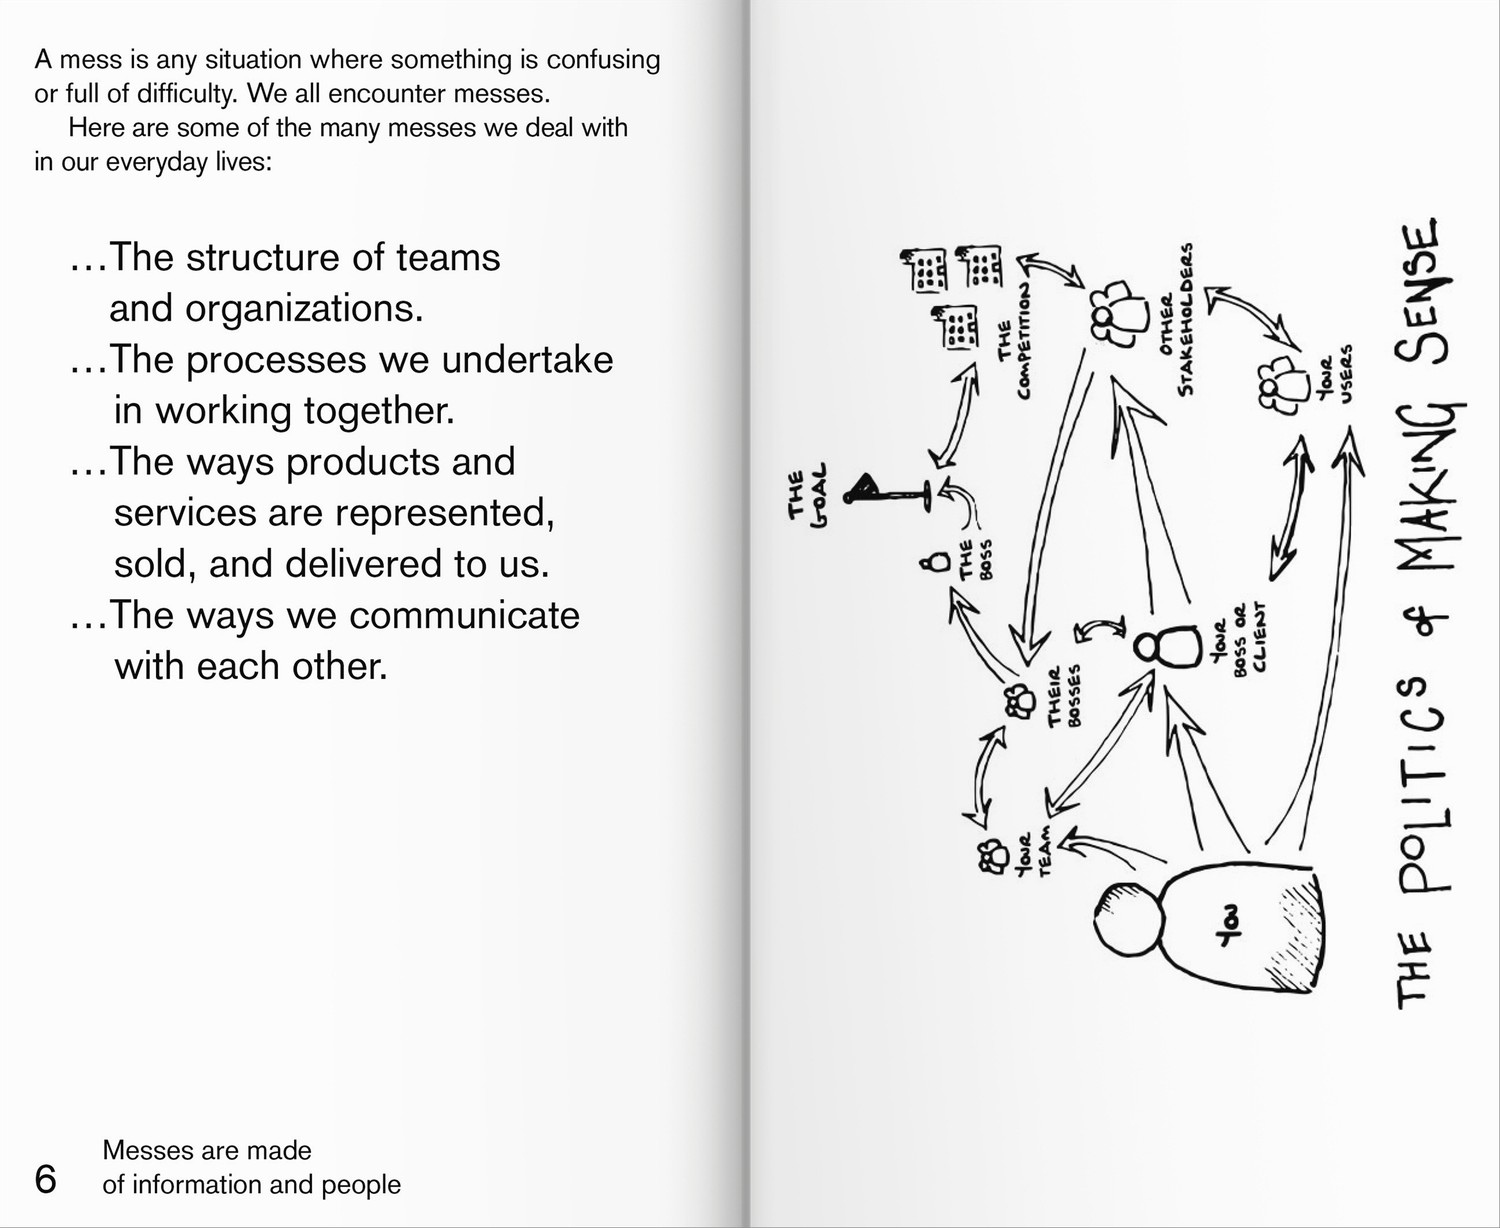 A mess is any situation where something is confusing
or full of difficulty. We all encounter messes.
Here are some of the many messes we deal with
in our everyday lives:
…The structure of teams
and organizations.
…The processes we undertake
in working together.
…The ways products and
services are represented,
sold, and delivered to us.
…The ways we communicate
with each other.
6
Messes are made
of information and people
THE
GOAL
THE
BOSS
THE
COMPETITION
OTHER
STAKEHOLDERS
YOUR
USERS
THEIR
BOSSES
YOUR
BOSS OR
CLIENT
YOUR
TEAM
YOU
THE POLITICS of MAKING SENSE